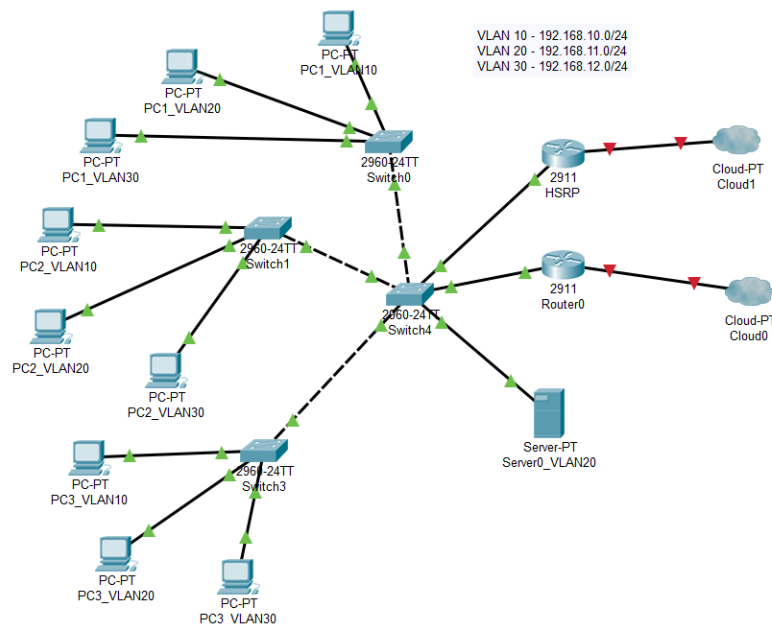 VLAN 10 - 192.168.10.0/24
VLAN 20 - 192.168.11.0/24
VLAN 30 - 192.168.12.0/24
PC-PT
PC1_VLAN10
PC-PT
PC1_VLAN20
PC-PT
PC1_VLAN30
2960-24TT
Switch0
2911
HSRP
Cloud-PT
Cloud1
PC-PT
PC2_VLAN10
2960-24TT
Switch1
2911
Router0
Cloud-PT
Cloud0
2960-24TT
Switch4
PC-PT
PC2_VLAN20
PC-PT
PC2_VLAN30
Server-PT
Server0_VLAN20
2960-24TT
Switch3
PC-PT
PC3_VLAN10
PC-PT
PC3_VLAN20
PC-PT
PC3_VLAN30